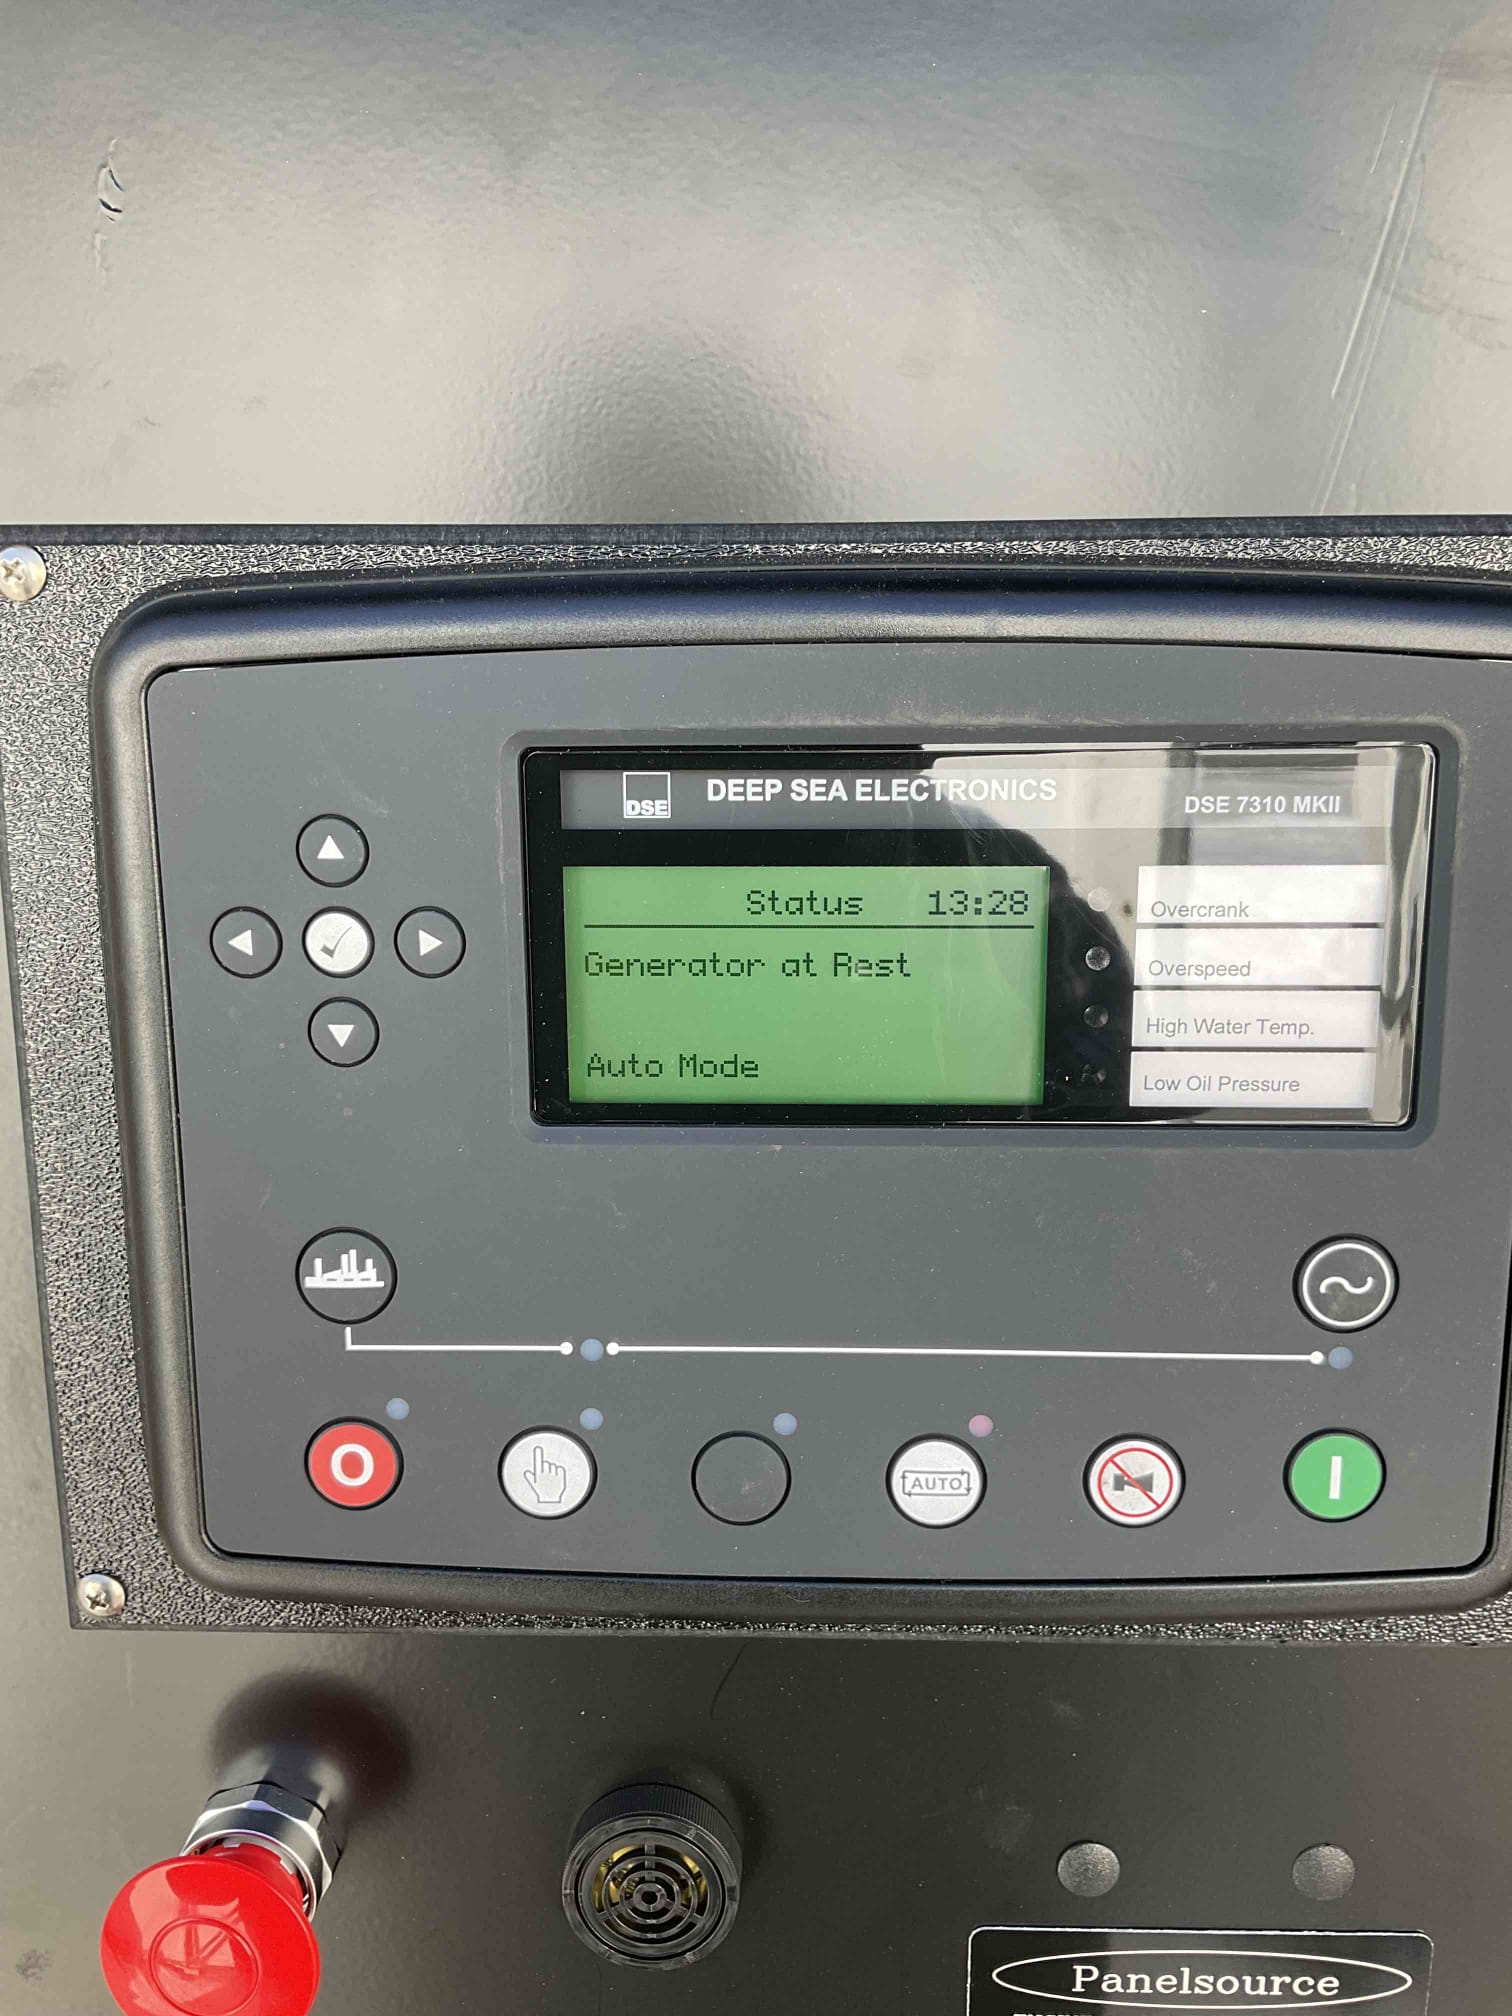 DSE
DEEP SEA ELECTRONICS
DSE 7310 MKII
Status 13:28
Generator at Rest
Auto Mode
Overcrank
Overspeed
High Water Temp.
Low Oil Pressure
O
AUTO
I
Panelsource